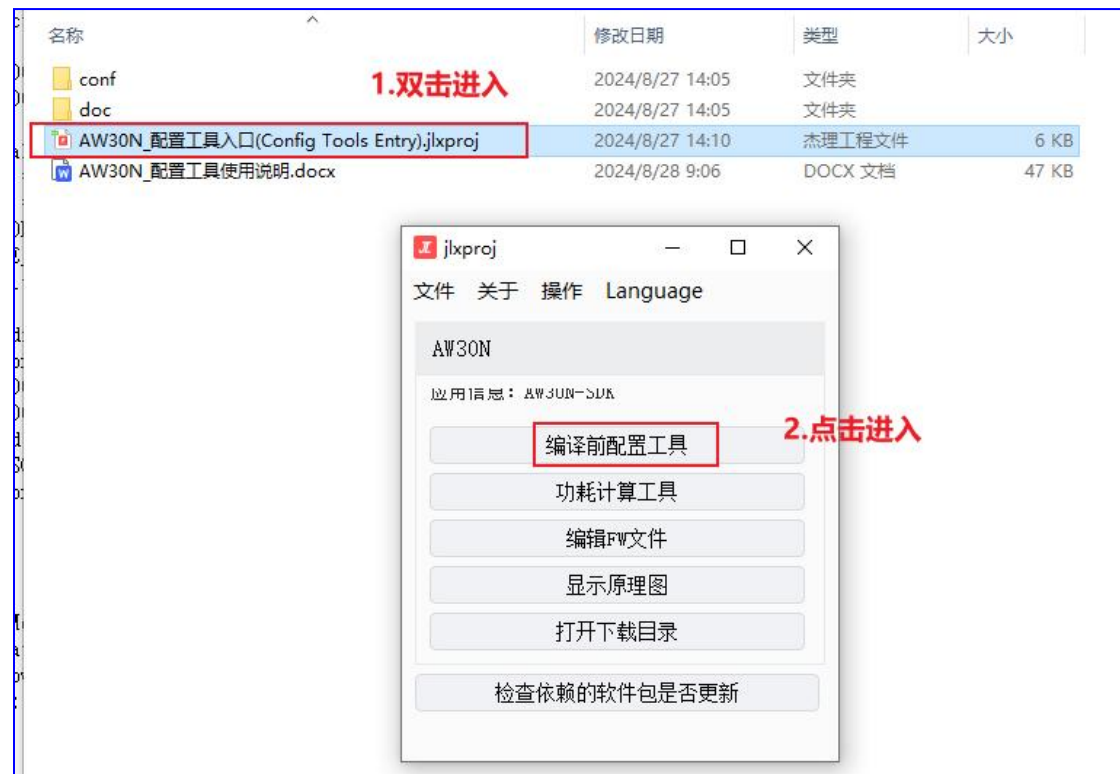 名称 修改日期 类型 大小
conf 2024/8/27 14:05 文件夹
1.双击进入
doc 2024/8/27 14:05 文件夹
AW30N_配置工具入口(Config Tools Entry).jlxproj 2024/8/27 14:10 杰理工程文件 6 KB
AW30N_配置工具使用说明.docx 2024/8/28 9:06 DOCX 文档 47 KB
jlxproj
文件 关于 操作 Language
AW30N
应用信息：AW30N-SDK
编译前配置工具
2.点击进入
功耗计算工具
编辑FW文件
显示原理图
打开下载目录
检查依赖的软件包是否更新